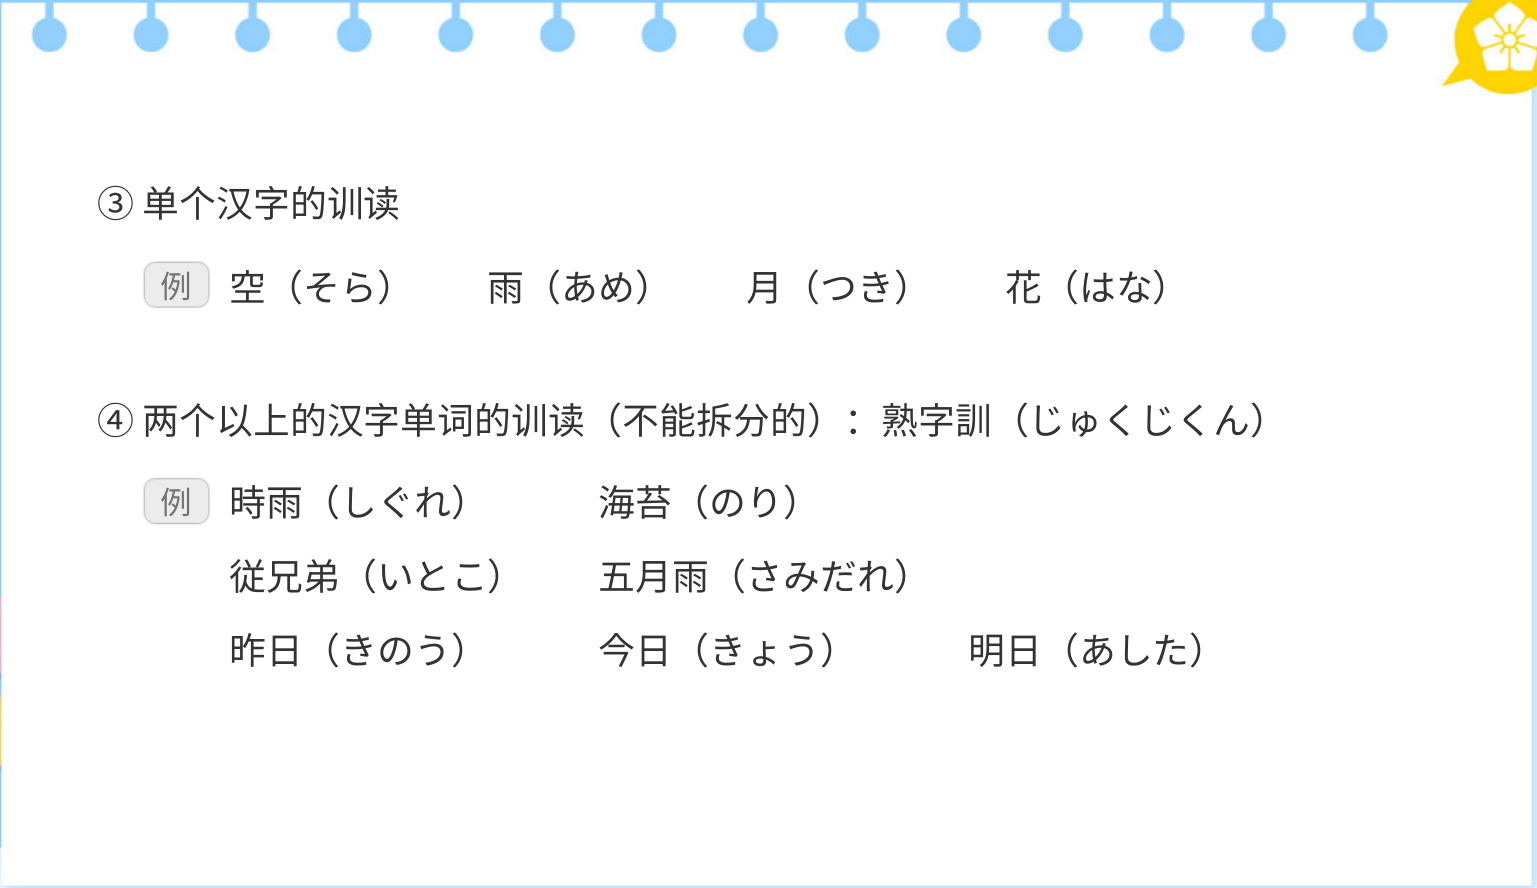 ③ 单个汉字的训读
例 空（そら） 雨（あめ） 月（つき） 花（はな）
④ 两个以上的汉字单词的训读（不能拆分的）：熟字訓（じゅくじくん）
例 時雨（しぐれ） 海苔（のり）
従兄弟（いとこ） 五月雨（さみだれ）
昨日（きのう） 今日（きょう） 明日（あした）